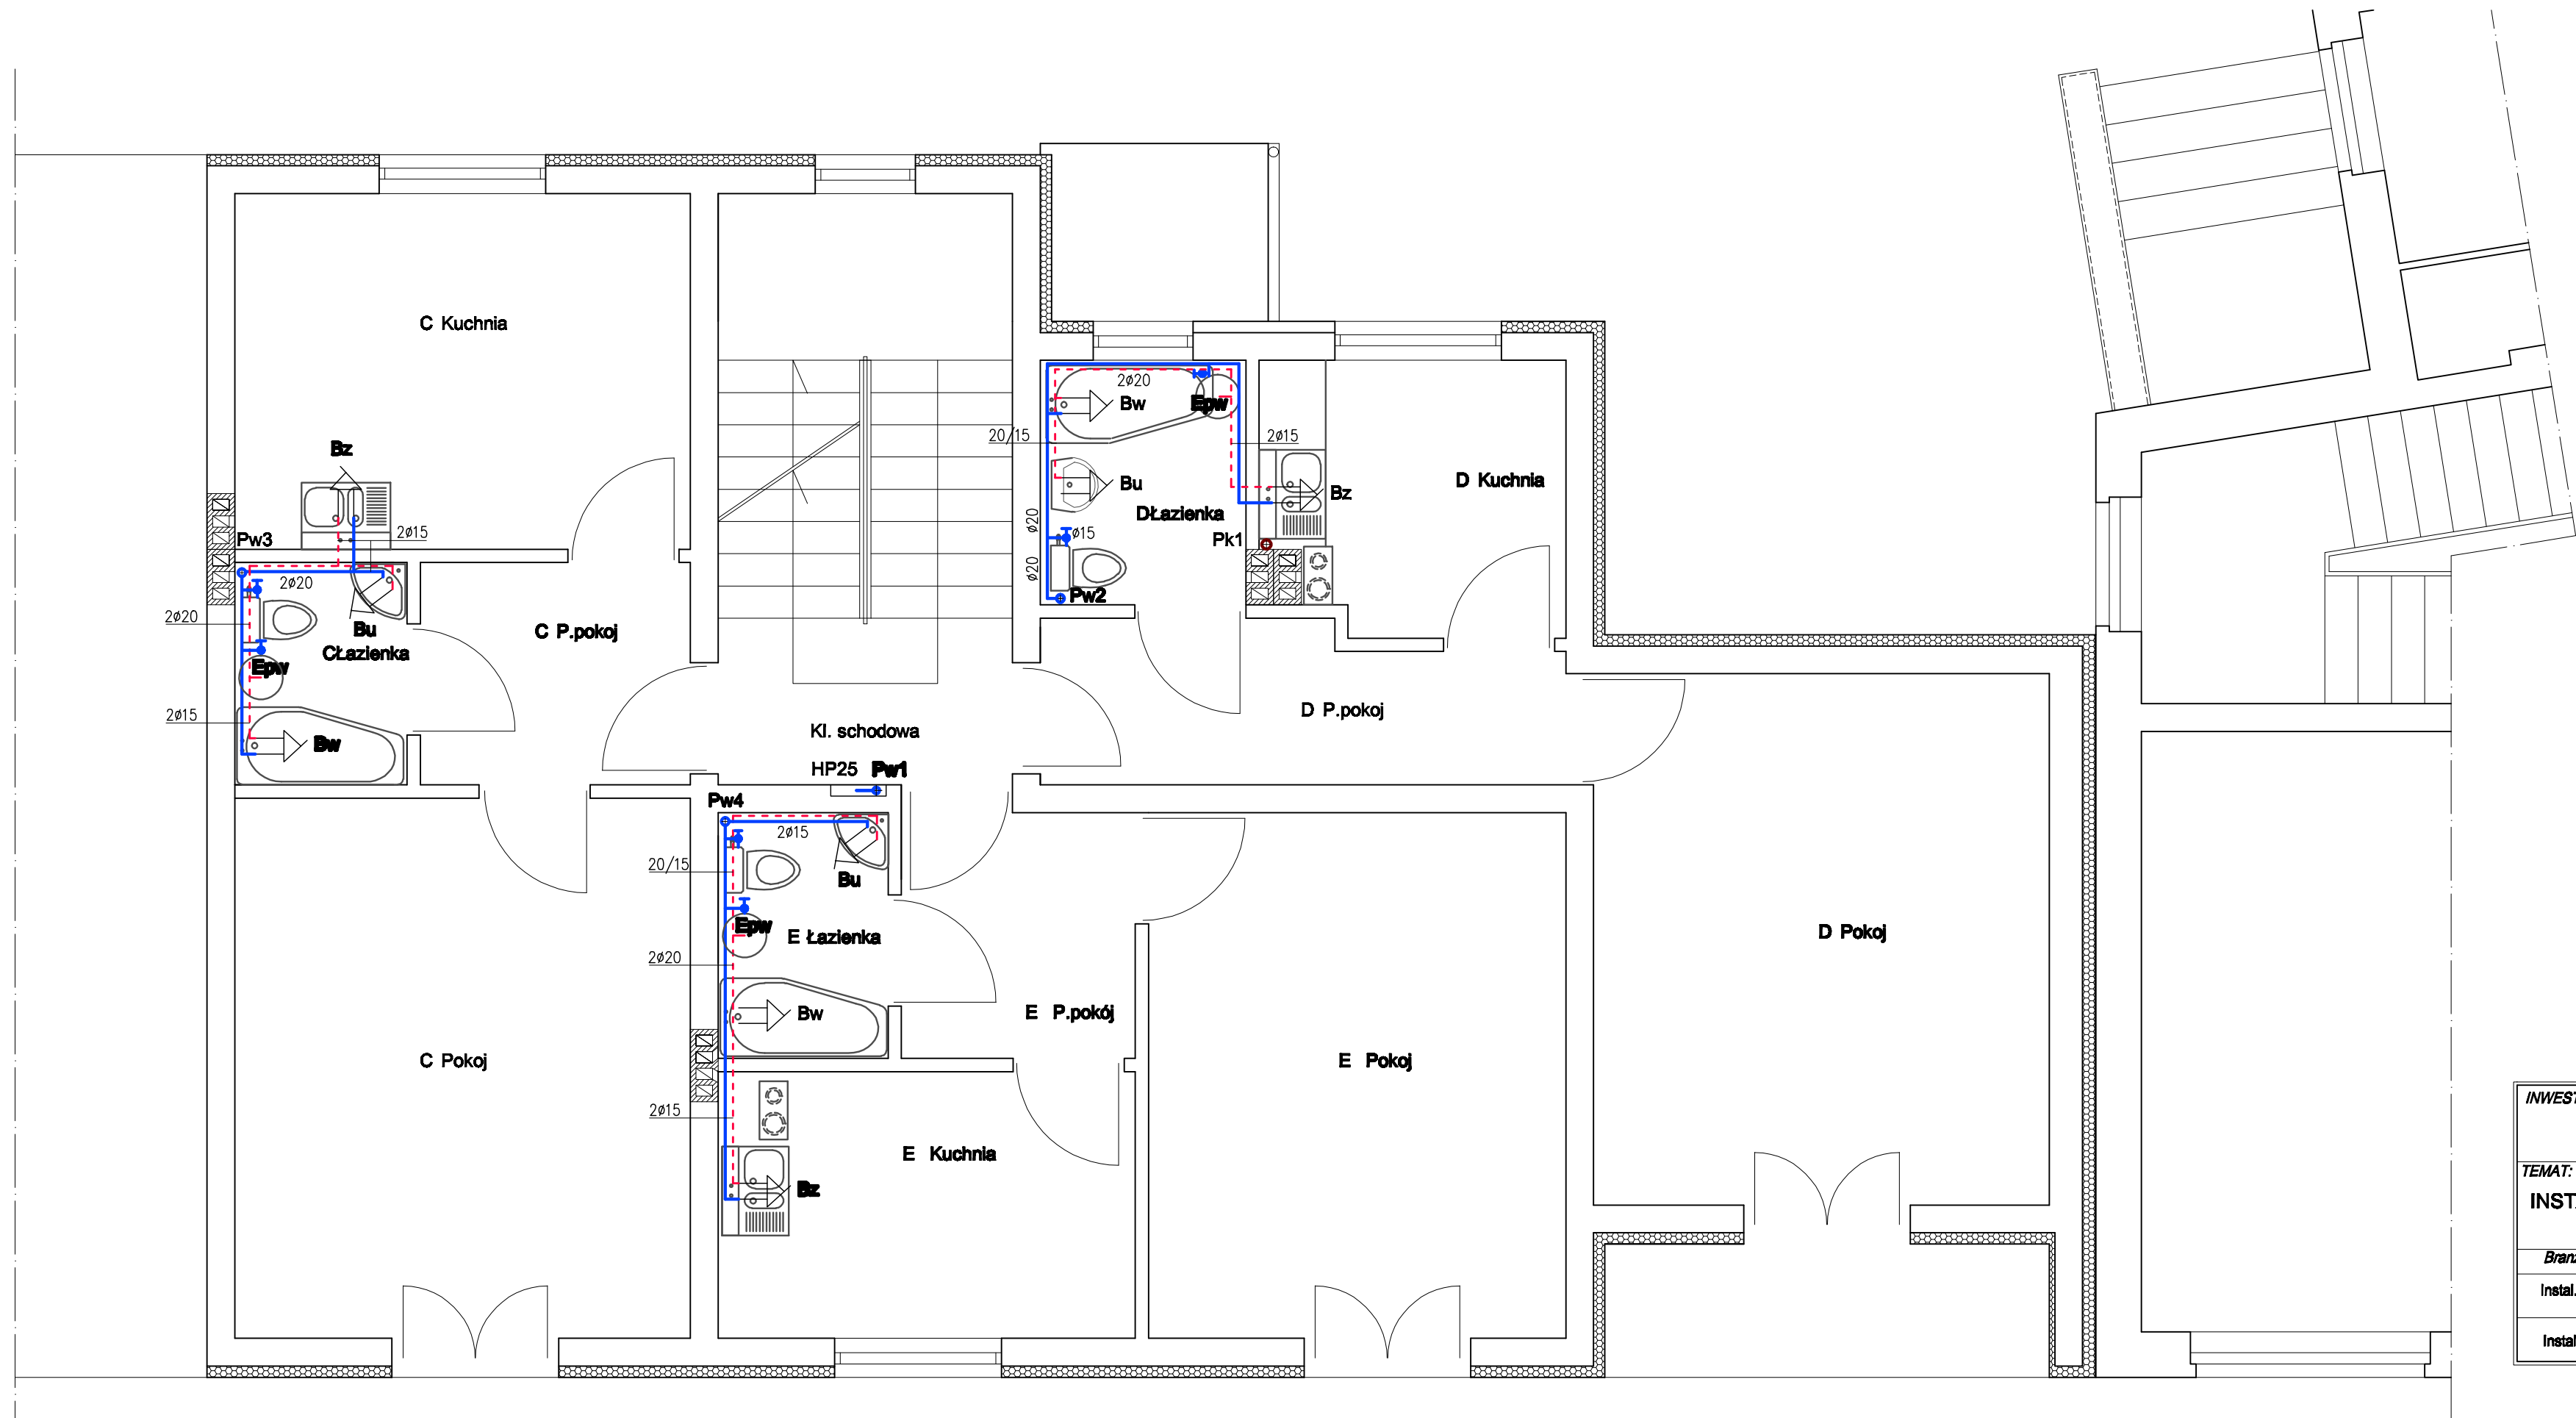 C Kuchnia
Bz
2ø15
Pw3
2ø20
2ø20
Bu
CŁazienka
Epw
2ø15
Bw
C P.pokoj
2ø20
Bw
Epw
20/15
2ø15
Bu
Bz
D Kuchnia
DŁazienka
ø20
ø15
Pk1
ø20
Pw2
D P.pokoj
Kl. schodowa
HP25 Pw1
Pw4
2ø15
20/15
Bu
Epw
E Łazienka
2ø20
Bw
E P.pokój
D Pokoj
C Pokoj
E Pokoj
2ø15
E Kuchnia
Bz
INWEST
TEMAT:
INST
Branż
Instal.
Instal